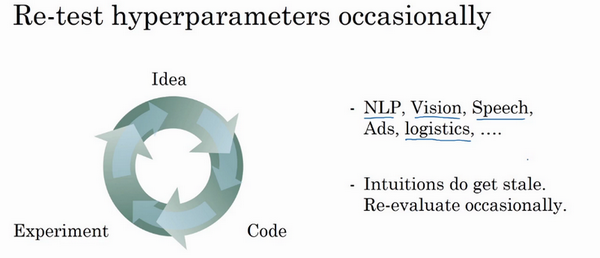 Re-test hyperparameters occasionally
Idea
Experiment
Code
- NLP, Vision, Speech,
Ads, logistics, ....
- Intuitions do get stale.
Re-evaluate occasionally.